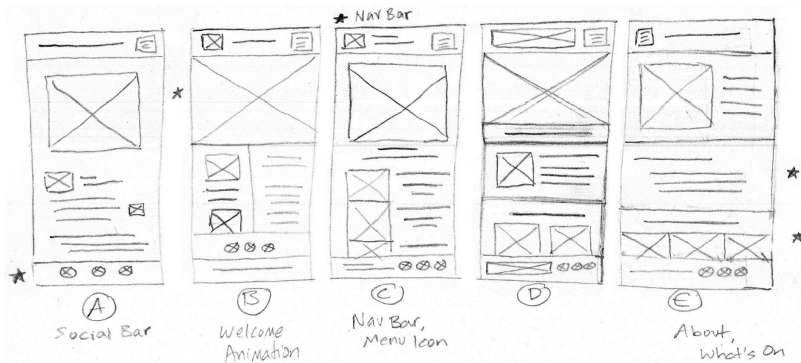 ★ Nav Bar
A
B
C
D
E
Social Bar
Welcome
Animation
Nav Bar,
Menu Icon
About,
What's On